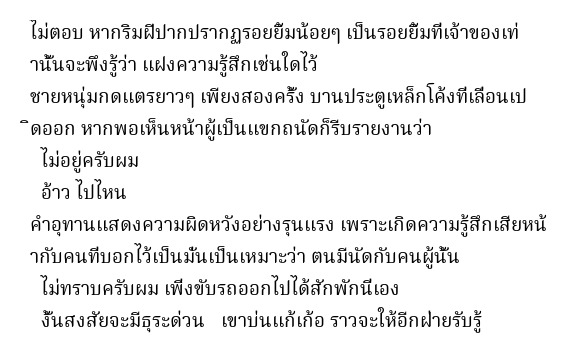 ไม่ตอบ หากริมฝีปากปรากฏรอยยิ้มน้อยๆ เป็นรอยยิ้มที่เจ้าของเท่
านั้นจะพึงรู้ว่า แฝงความรู้สึกเช่นใดไว้
ชายหนุ่มกดแตรยาวๆ เพียงสองครั้ง บานประตูเหล็กโค้งที่เลื่อนเป
ิดออก หากพอเห็นหน้าผู้เป็นแขกถนัดก็รีบรายงานว่า
ไม่อยู่ครับผม
อ้าว ไปไหน
คำอุทานแสดงความผิดหวังอย่างรุนแรง เพราะเกิดความรู้สึกเสียหน้
ากับคนที่บอกไว้เป็นมั่นเป็นเหมาะว่า ตนมีนัดกับคนผู้นั้น
ไม่ทราบครับผม เพิ่งขับรถออกไปได้สักพักนี่เอง
งั้นสงสัยจะมีธุระด่วน เขาบ่นแก้เก้อ ราวจะให้อีกฝ่ายรับรู้